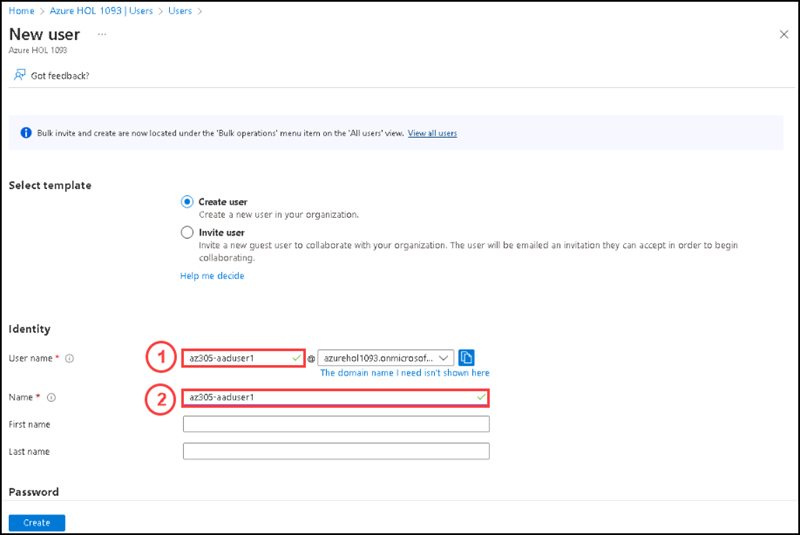 Home > Azure HOL 1093 | Users > Users >
New user ...
Azure HOL 1093
Got feedback?
Bulk invite and create are now located under the 'Bulk operations' menu item on the 'All users' view. View all users
Select template
Create user
Create a new user in your organization.
Invite user
Invite a new guest user to collaborate with your organization. The user will be emailed an invitation they can accept in order to begin
collaborating.
Help me decide
Identity
1
User name * az305-aaduser1 @ azurehol1093.onmicrosof...
The domain name I need isn't shown here
2
Name * az305-aaduser1
First name
Last name
Password
Create